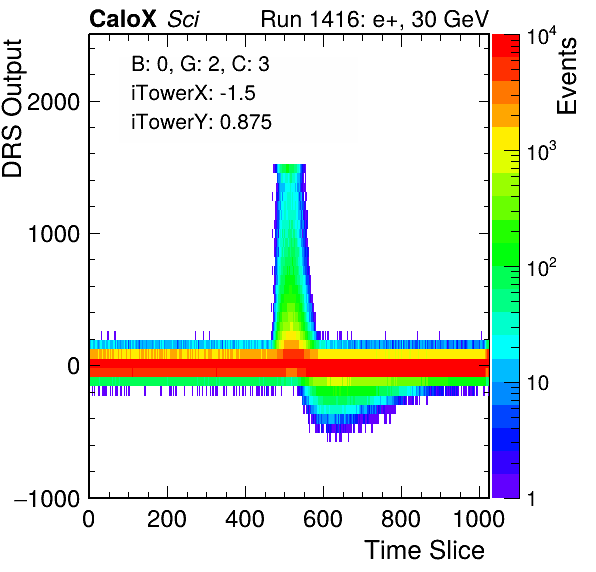 CaloX Sci
Run 1416: e+, 30 GeV
B: 0, G: 2, C: 3
iTowerX: -1.5
iTowerY: 0.875
DRS Output
2000
1000
0
−1000
0
200
400
600
800
1000
Time Slice
Events
10^4
10^3
10^2
10
1